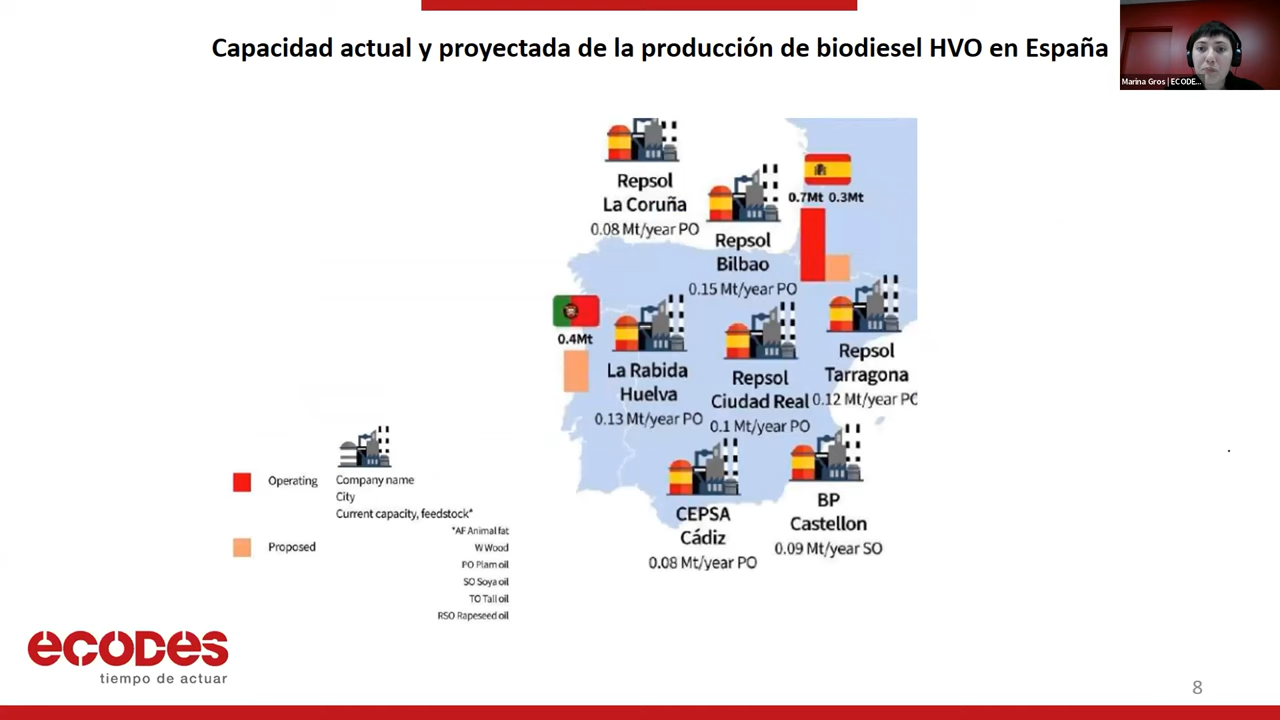 Capacidad actual y proyectada de la producción de biodiesel HVO en España
Marina Gros | ECODE...
Repsol
La Coruña
0.08 Mt/year PO
Repsol
Bilbao
0.15 Mt/year PO
0.7Mt 0.3Mt
0.4Mt
La Rabida
Huelva
0.13 Mt/year PO
Repsol
Ciudad Real
0.1 Mt/year PO
Repsol
Tarragona
0.12 Mt/year PO
CEPSA
Cádiz
0.08 Mt/year PO
BP
Castellon
0.09 Mt/year SO
Operating
Proposed
Company name
City
Current capacity, feedstock*
*AF Animal fat
W Wood
PO Plam oil
SO Soya oil
TO Tall oil
RSO Rapeseed oil
ecodes
tiempo de actuar
8